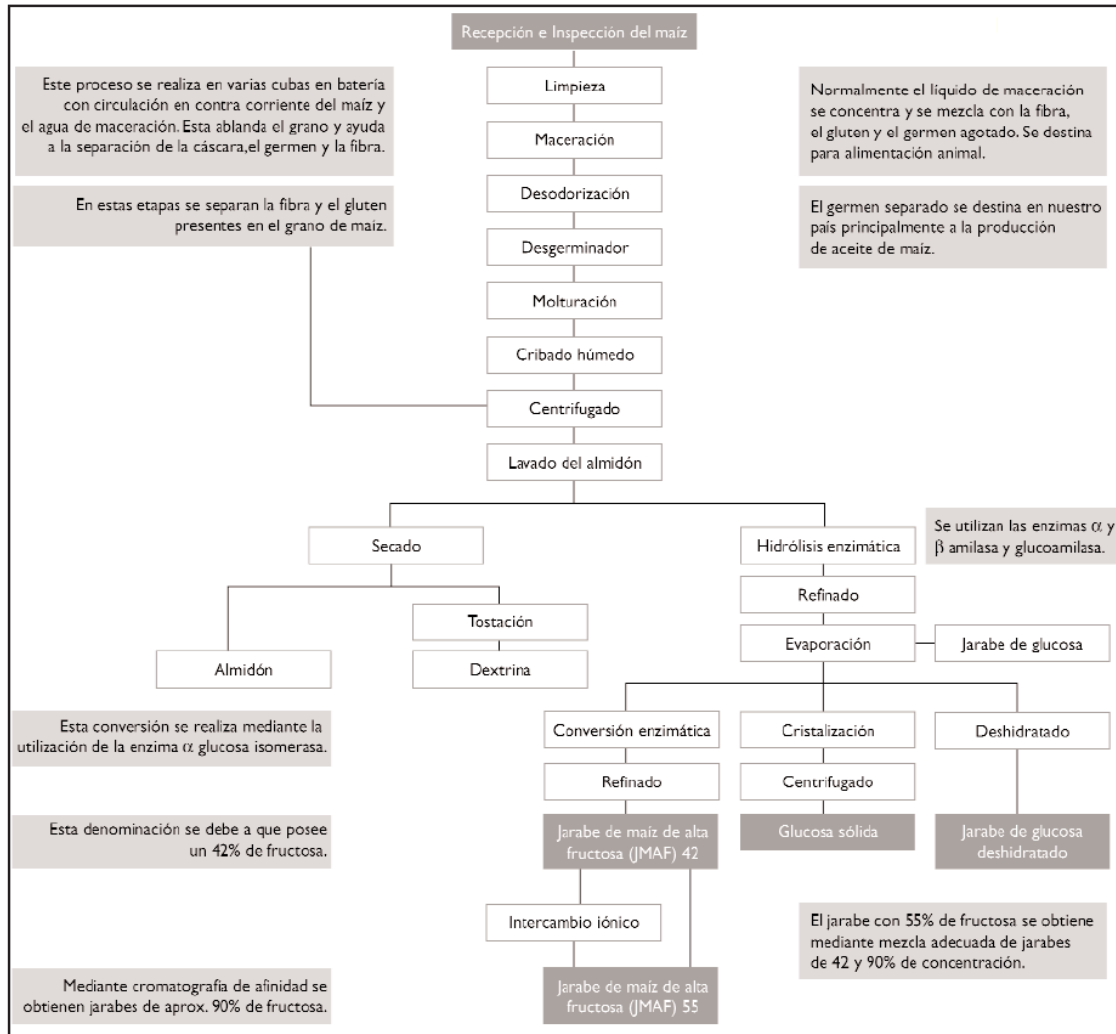 Recepción e Inspección del maíz
Este proceso se realiza en varias cubas en batería
con circulación en contra corriente del maíz y
el agua de maceración. Esta ablanda el grano y ayuda
a la separación de la cáscara,el germen y la fibra.
Limpieza
Normalmente el líquido de maceración
se concentra y se mezcla con la fibra,
el gluten y el germen agotado. Se destina
para alimentación animal.
Maceración
Desodorización
En estas etapas se separan la fibra y el gluten
presentes en el grano de maíz.
El germen separado se destina en nuestro
país principalmente a la producción
de aceite de maíz.
Desgerminador
Molturación
Cribado húmedo
Centrifugado
Lavado del almidón
Secado
Hidrólisis enzimática
Se utilizan las enzimas α y
β amilasa y glucoamilasa.
Refinado
Tostación
Evaporación
Jarabe de glucosa
Almidón
Dextrina
Esta conversión se realiza mediante la
utilización de la enzima α glucosa isomerasa.
Conversión enzimática
Cristalización
Deshidratado
Refinado
Centrifugado
Esta denominación se debe a que posee
un 42% de fructosa.
Jarabe de maíz de alta
fructosa (JMAF) 42
Glucosa sólida
Jarabe de glucosa
deshidratado
Intercambio iónico
El jarabe con 55% de fructosa se obtiene
mediante mezcla adecuada de jarabes
de 42 y 90% de concentración.
Mediante cromatografía de afinidad se
obtienen jarabes de aprox. 90% de fructosa.
Jarabe de maíz de alta
fructosa (JMAF) 55